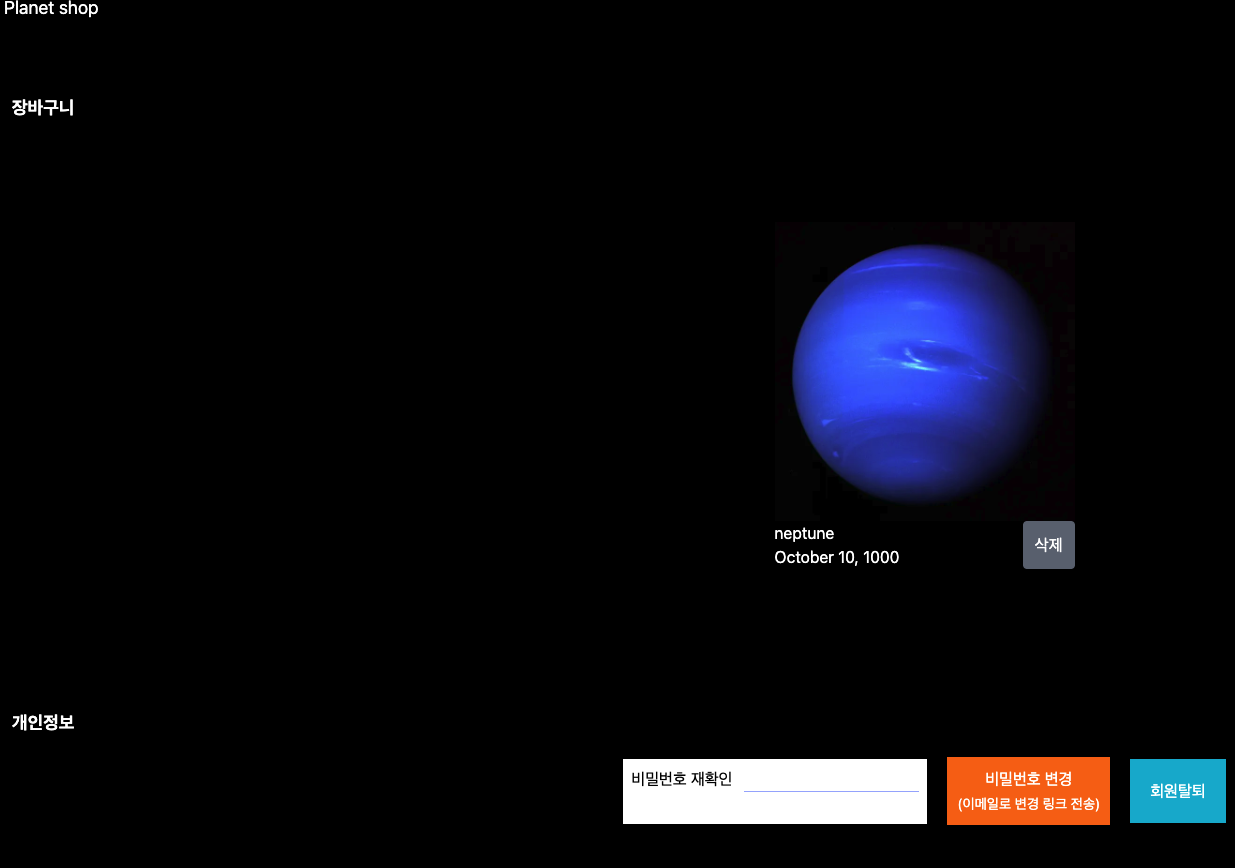 Planet shop
장바구니
neptune
October 10, 1000
삭제
개인정보
비밀번호 재확인
비밀번호 변경
(이메일로 변경 링크 전송)
회원탈퇴